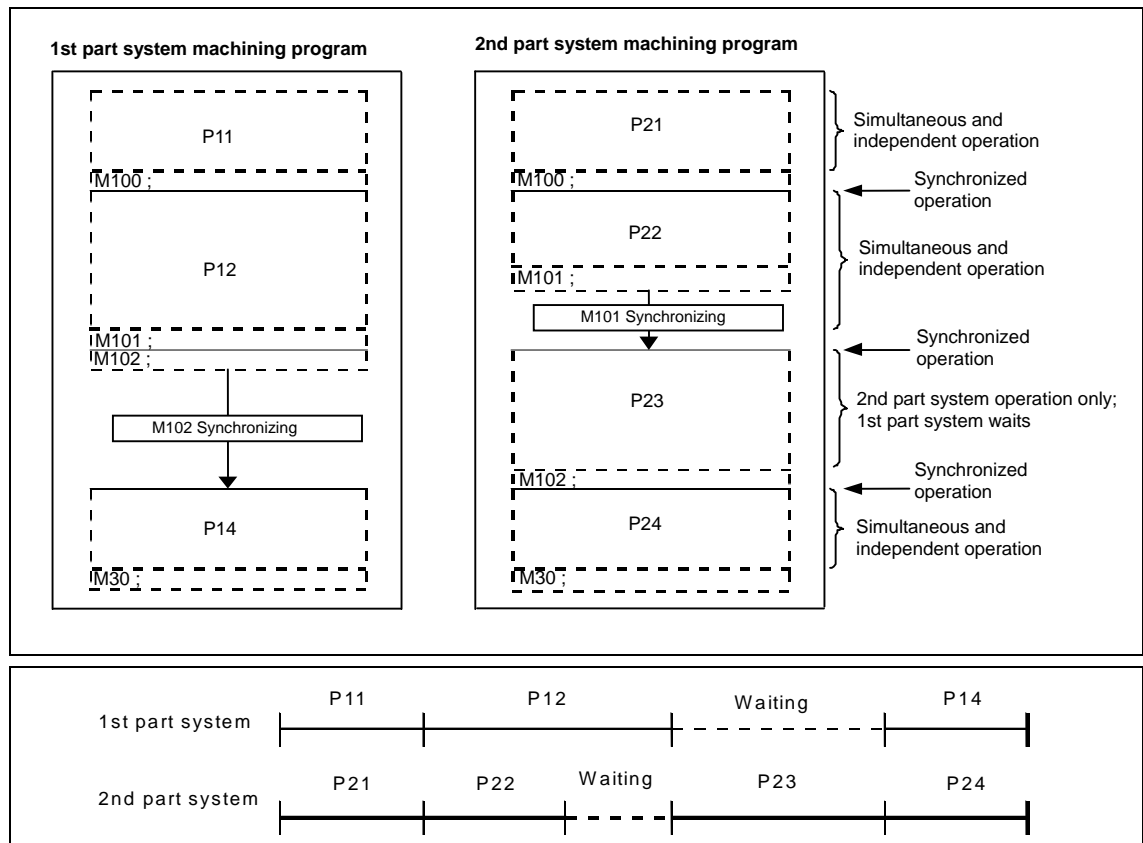 1st part system machining program
P11
M100 ;
P12
M101 ;
M102 ;
M102 Synchronizing
P14
M30 ;
2nd part system machining program
P21
M100 ;
P22
M101 ;
M101 Synchronizing
P23
M102 ;
P24
M30 ;
Simultaneous and
independent operation
Synchronized
operation
Simultaneous and
independent operation
Synchronized
operation
2nd part system operation only;
1st part system waits
Synchronized
operation
Simultaneous and
independent operation
1st part system
P11
P12
Waiting
P14
2nd part system
P21
P22
Waiting
P23
P24